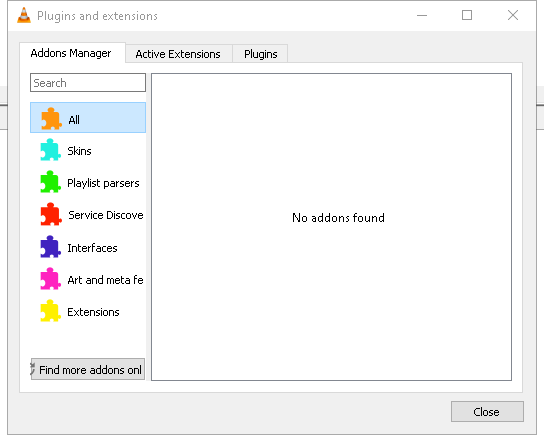 Plugins and extensions
Addons Manager
Active Extensions
Plugins
Search
All
Skins
Playlist parsers
Service Discove
Interfaces
Art and meta fe
Extensions
No addons found
Find more addons onl
Close